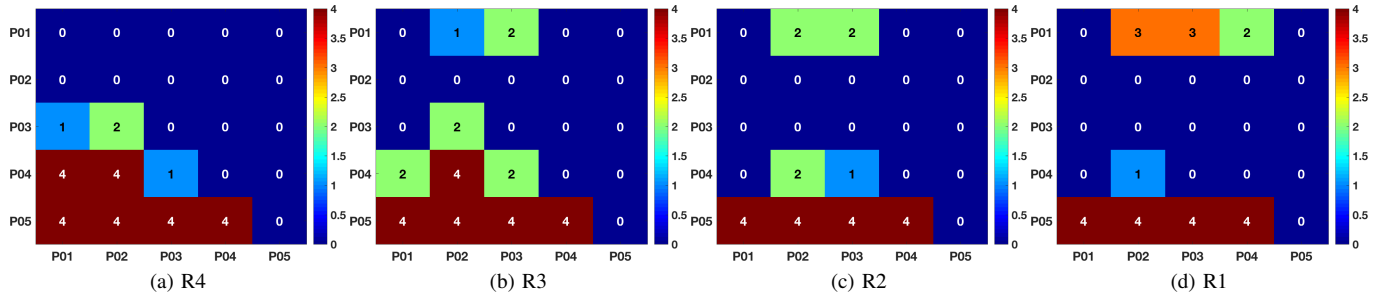 P01 0 0 0 0 0
P02 0 0 0 0 0
P03 1 2 0 0 0
P04 4 4 1 0 0
P05 4 4 4 4 0
P01 P02 P03 P04 P05
4
3.5
3
2.5
2
1.5
1
0.5
0
(a) R4
P01 0 1 2 0 0
P02 0 0 0 0 0
P03 0 2 0 0 0
P04 2 4 2 0 0
P05 4 4 4 4 0
P01 P02 P03 P04 P05
4
3.5
3
2.5
2
1.5
1
0.5
0
(b) R3
P01 0 2 2 0 0
P02 0 0 0 0 0
P03 0 0 0 0 0
P04 0 2 1 0 0
P05 4 4 4 4 0
P01 P02 P03 P04 P05
4
3.5
3
2.5
2
1.5
1
0.5
0
(c) R2
P01 0 3 3 2 0
P02 0 0 0 0 0
P03 0 0 0 0 0
P04 0 1 0 0 0
P05 4 4 4 4 0
P01 P02 P03 P04 P05
4
3.5
3
2.5
2
1.5
1
0.5
0
(d) R1